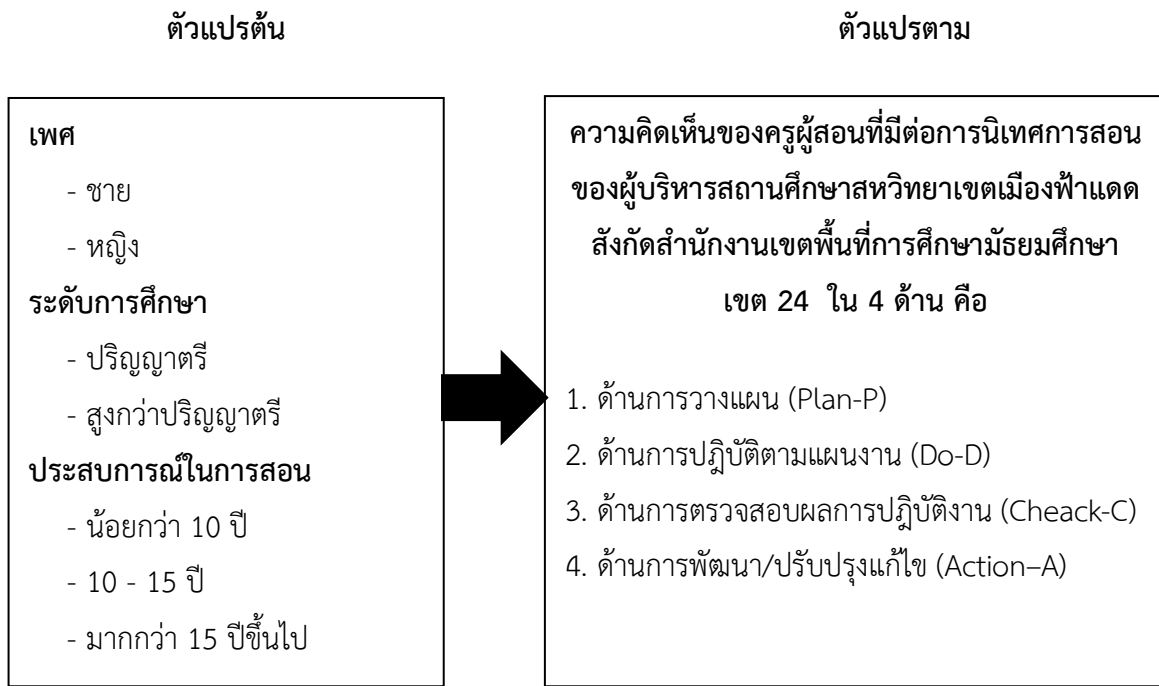 ตัวแปรต้น
ตัวแปรตาม
เพศ
- ชาย
- หญิง
ระดับการศึกษา
- ปริญญาตรี
- สูงกว่าปริญญาตรี
ประสบการณ์ในการสอน
- น้อยกว่า 10 ปี
- 10 - 15 ปี
- มากกว่า 15 ปีขึ้นไป
ความคิดเห็นของครูผู้สอนที่มีต่อการนิเทศการสอน
ของผู้บริหารสถานศึกษาสหวิทยาเขตเมืองฟ้าแดด
สังกัดสำนักงานเขตพื้นที่การศึกษามัธยมศึกษา
เขต 24 ใน 4 ด้าน คือ
1. ด้านการวางแผน (Plan-P)
2. ด้านการปฎิบัติตามแผนงาน (Do-D)
3. ด้านการตรวจสอบผลการปฎิบัติงาน (Cheack-C)
4. ด้านการพัฒนา/ปรับปรุงแก้ไข (Action–A)